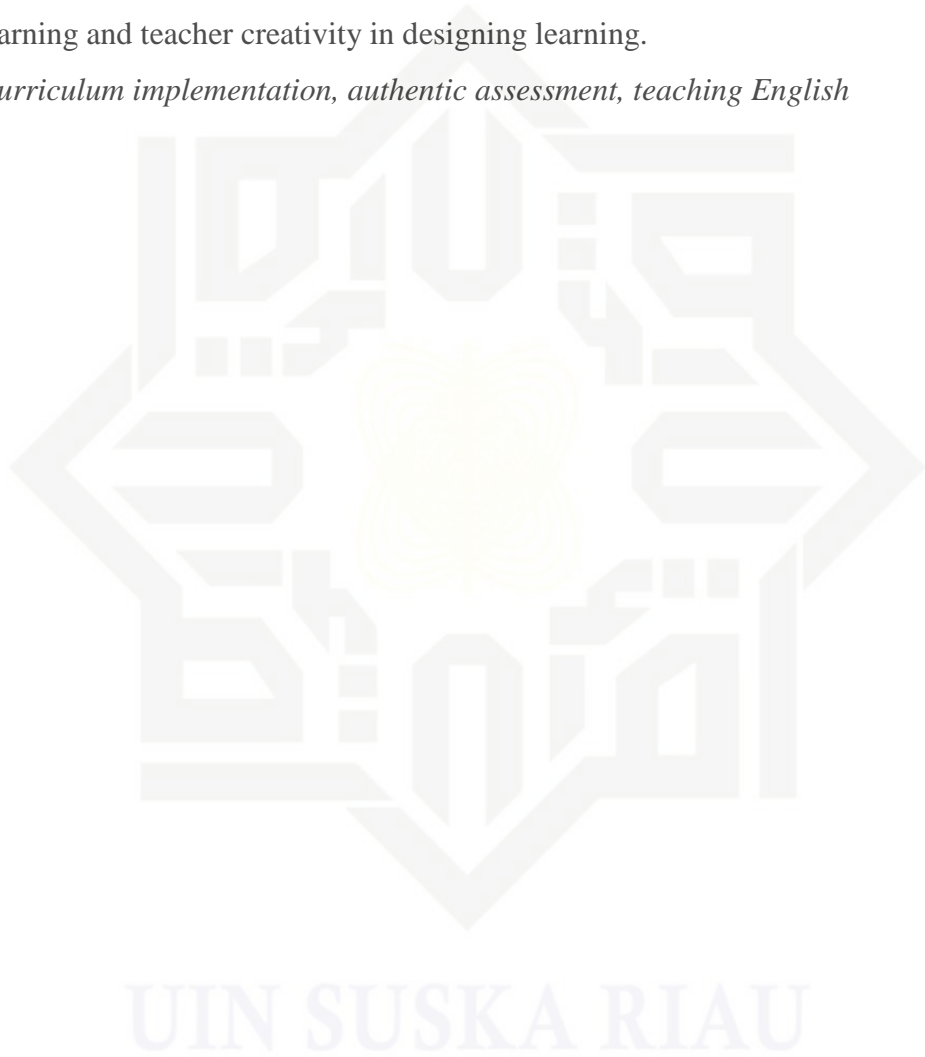 arning and teacher creativity in designing learning.
urriculum implementation, authentic assessment, teaching English
UIN SUSKA RIAU